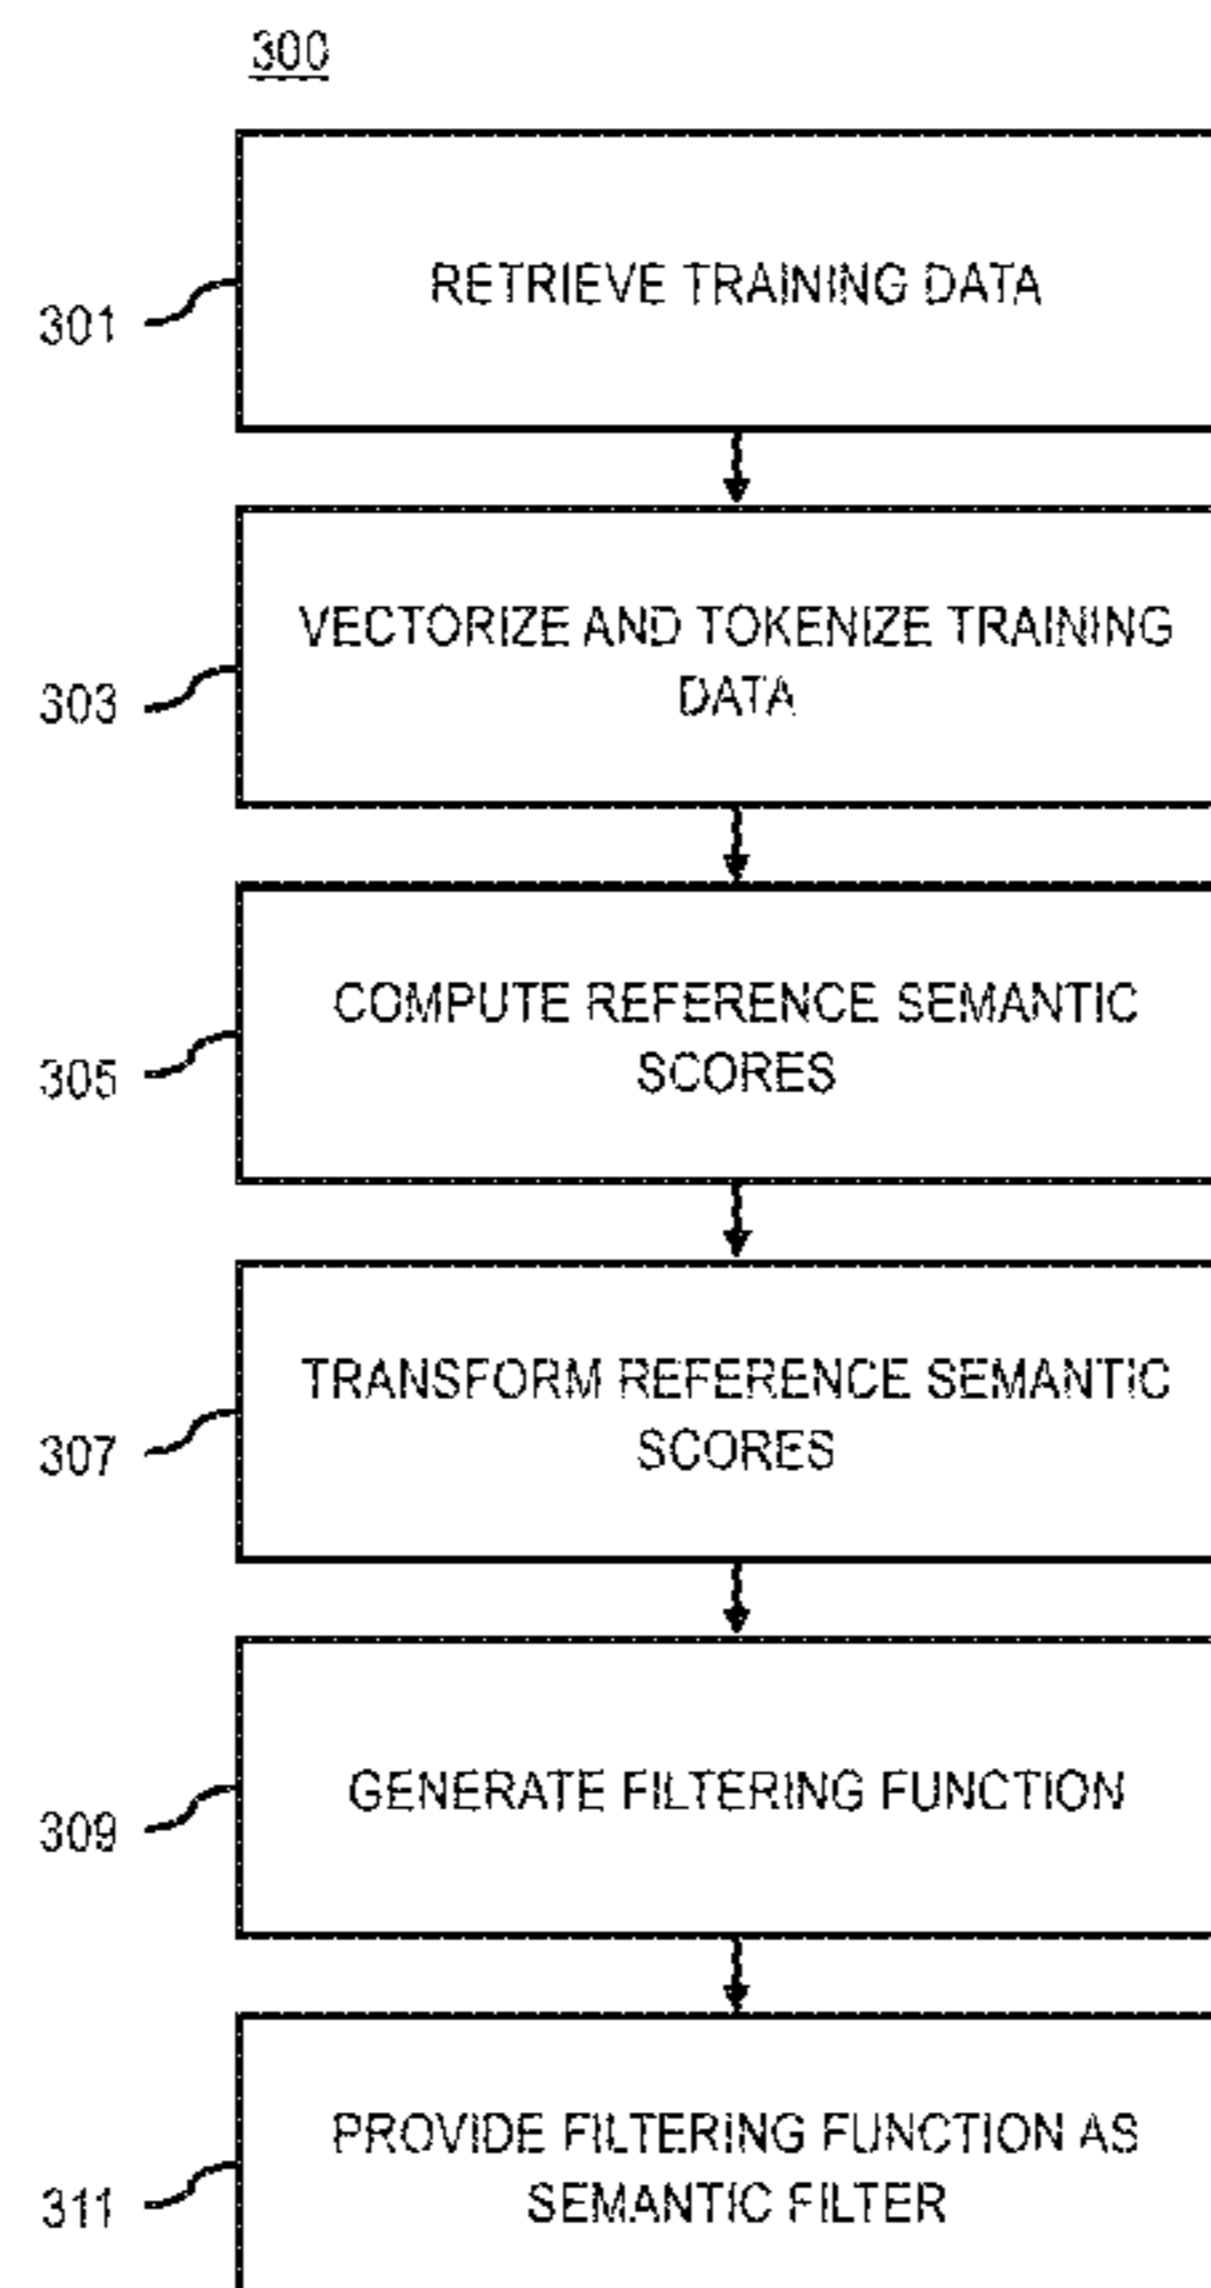 300
301
RETRIEVE TRAINING DATA
303
VECTORIZE AND TOKENIZE TRAINING
DATA
305
COMPUTE REFERENCE SEMANTIC
SCORES
307
TRANSFORM REFERENCE SEMANTIC
SCORES
309
GENERATE FILTERING FUNCTION
311
PROVIDE FILTERING FUNCTION AS
SEMANTIC FILTER